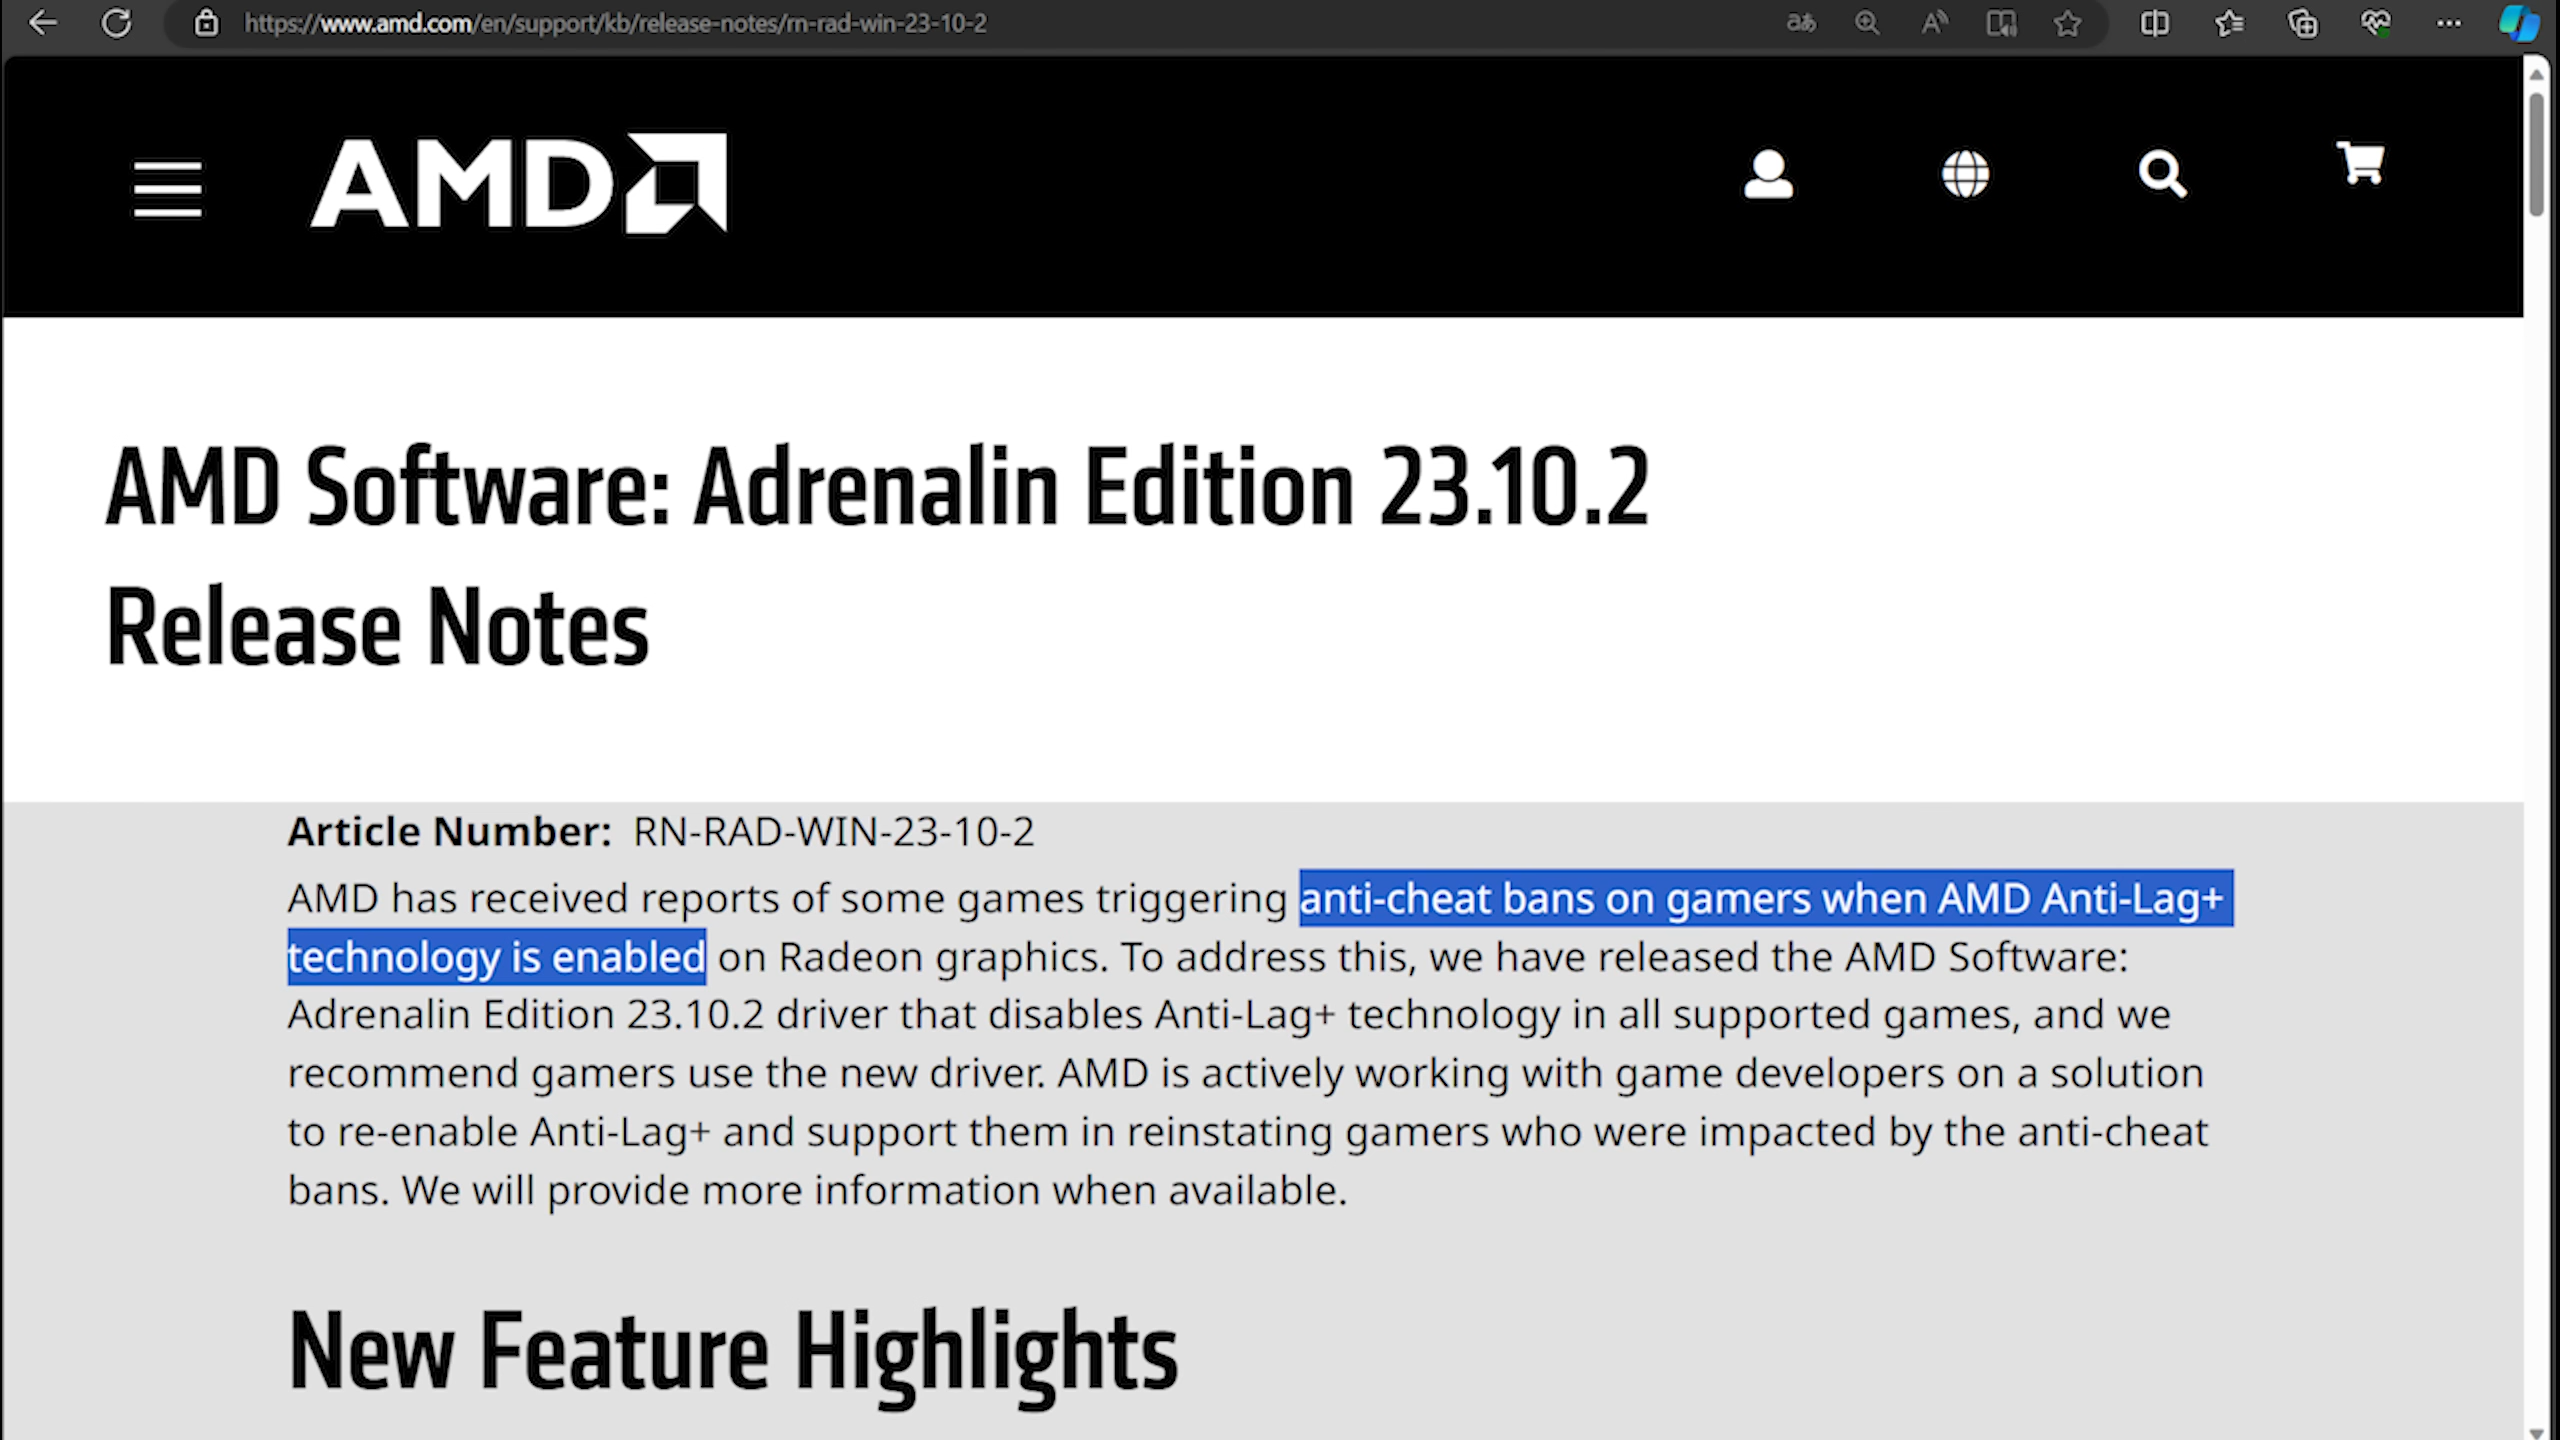 https://www.amd.com/en/support/kb/release-notes/rn-rad-win-23-10-2
AMD
AMD Software: Adrenalin Edition 23.10.2
Release Notes
Article Number: RN-RAD-WIN-23-10-2
AMD has received reports of some games triggering anti-cheat bans on gamers when AMD Anti-Lag+
technology is enabled on Radeon graphics. To address this, we have released the AMD Software:
Adrenalin Edition 23.10.2 driver that disables Anti-Lag+ technology in all supported games, and we
recommend gamers use the new driver. AMD is actively working with game developers on a solution
to re-enable Anti-Lag+ and support them in reinstating gamers who were impacted by the anti-cheat
bans. We will provide more information when available.
New Feature Highlights